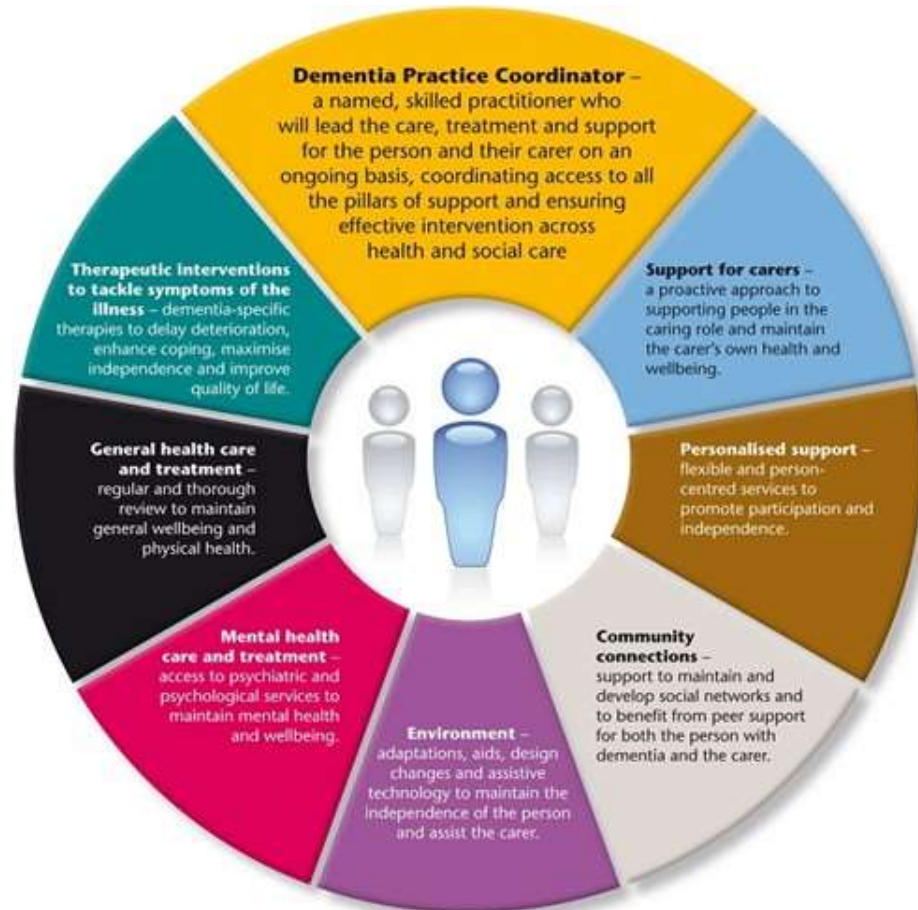 Dementia Practice Coordinator –
a named, skilled practitioner who
will lead the care, treatment and support
for the person and their carer on an
ongoing basis, coordinating access to all
the pillars of support and ensuring
effective intervention across
health and social care
Support for carers –
a proactive approach to
supporting people in the
caring role and maintain
the carer's own health and
wellbeing.
Personalised support –
flexible and person-
centred services to
promote participation and
independence.
Community
connections –
support to maintain and
develop social networks and
to benefit from peer support
for both the person with
dementia and the carer.
Environment –
adaptations, aids, design
changes and assistive
technology to maintain the
independence of the person
and assist the carer.
Mental health
care and treatment –
access to psychiatric and
psychological services to
maintain mental health
and wellbeing.
General health care
and treatment –
regular and thorough
review to maintain
general wellbeing and
physical health.
Therapeutic interventions
to tackle symptoms of the
illness – dementia-specific
therapies to delay deterioration,
enhance coping, maximise
independence and improve
quality of life.